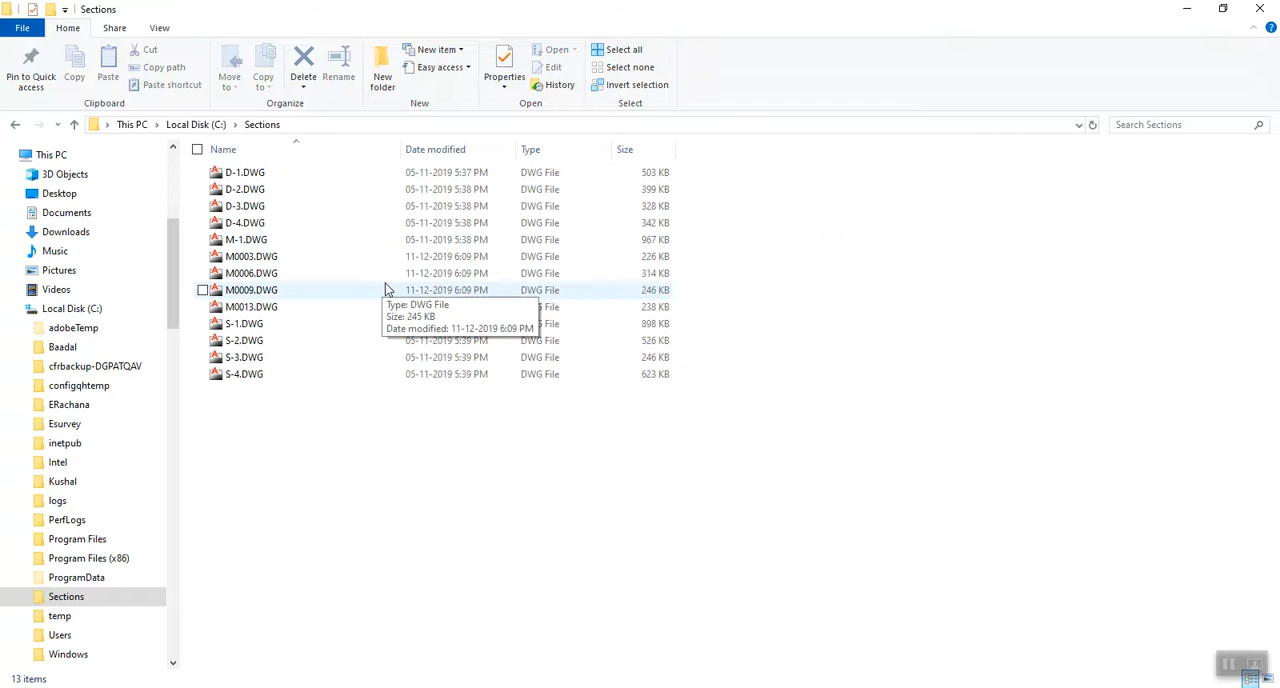 Sections
File Home Share View
Pin to Quick access
Copy
Paste
Cut
Copy path
Paste shortcut
Clipboard
Move to
Copy to
Delete
Rename
Organize
New folder
New item
Easy access
New
Properties
Open
Edit
History
Open
Select all
Select none
Invert selection
Select
This PC > Local Disk (C:) > Sections
Search Sections
This PC
3D Objects
Desktop
Documents
Downloads
Music
Pictures
Videos
Local Disk (C:)
adobeTemp
Baadal
cfrbackup-DGPATQAV
configqhtemp
ERachana
Esurvey
inetpub
Intel
Kushal
logs
PerfLogs
Program Files
Program Files (x86)
ProgramData
Sections
temp
Users
Windows
Name Date modified Type Size
D-1.DWG 05-11-2019 5:37 PM DWG File 503 KB
D-2.DWG 05-11-2019 5:38 PM DWG File 399 KB
D-3.DWG 05-11-2019 5:38 PM DWG File 328 KB
D-4.DWG 05-11-2019 5:38 PM DWG File 342 KB
M-1.DWG 05-11-2019 5:38 PM DWG File 967 KB
M0003.DWG 11-12-2019 6:09 PM DWG File 226 KB
M0006.DWG 11-12-2019 6:09 PM DWG File 314 KB
M0009.DWG 11-12-2019 6:09 PM DWG File 246 KB
M0013.DWG 238 KB
S-1.DWG 898 KB
S-2.DWG 05-11-2019 5:39 PM DWG File 526 KB
S-3.DWG 05-11-2019 5:39 PM DWG File 246 KB
S-4.DWG 05-11-2019 5:39 PM DWG File 623 KB
Type: DWG File
Size: 245 KB
Date modified: 11-12-2019 6:09 PM
13 items